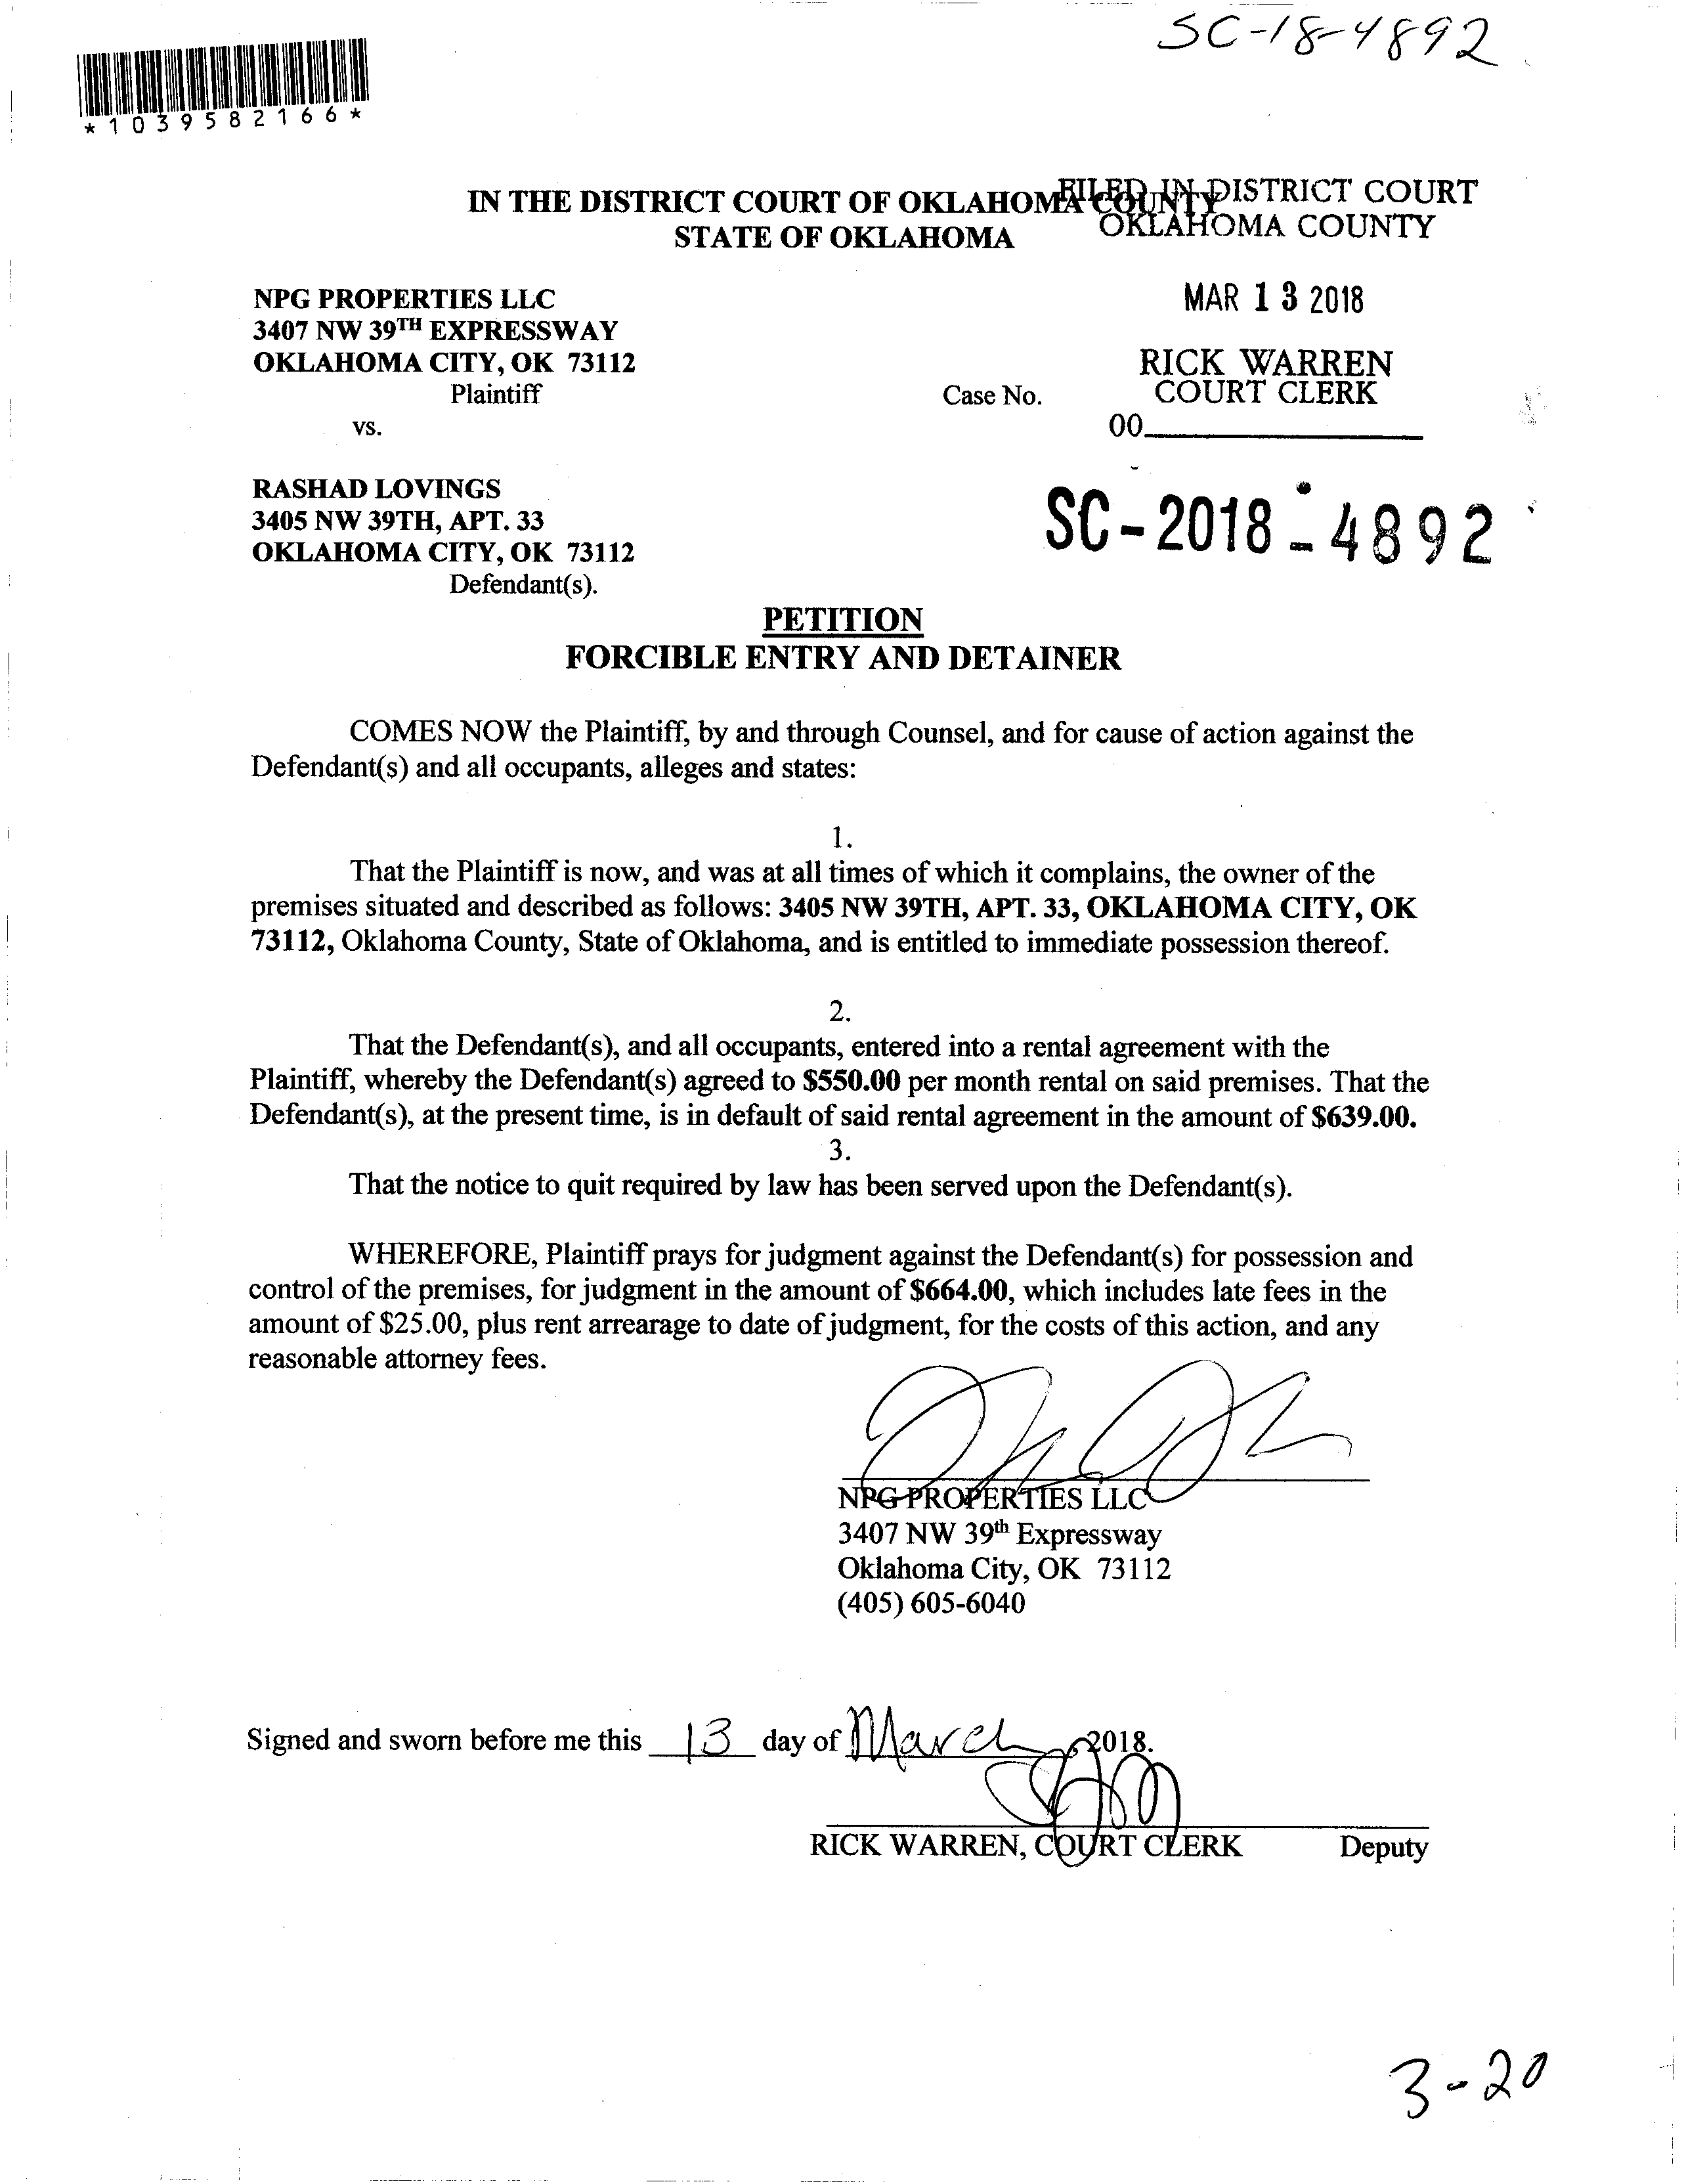 SC-18-4892
*1039582166*
IN THE DISTRICT COURT OF OKLAHOMA COUNTY
STATE OF OKLAHOMA
FILED IN DISTRICT COURT
OKLAHOMA COUNTY
MAR 13 2018
RICK WARREN
COURT CLERK
00
NPG PROPERTIES LLC
3407 NW 39TH EXPRESSWAY
OKLAHOMA CITY, OK 73112
Plaintiff
Case No.
vs.
RASHAD LOVINGS
3405 NW 39TH, APT. 33
OKLAHOMA CITY, OK 73112
Defendant(s).
SC-2018-4892
PETITION
FORCIBLE ENTRY AND DETAINER
COMES NOW the Plaintiff, by and through Counsel, and for cause of action against the
Defendant(s) and all occupants, alleges and states:
1.
That the Plaintiff is now, and was at all times of which it complains, the owner of the
premises situated and described as follows: 3405 NW 39TH, APT. 33, OKLAHOMA CITY, OK
73112, Oklahoma County, State of Oklahoma, and is entitled to immediate possession thereof.
2.
That the Defendant(s), and all occupants, entered into a rental agreement with the
Plaintiff, whereby the Defendant(s) agreed to $550.00 per month rental on said premises. That the
Defendant(s), at the present time, is in default of said rental agreement in the amount of $639.00.
3.
That the notice to quit required by law has been served upon the Defendant(s).
WHEREFORE, Plaintiff prays for judgment against the Defendant(s) for possession and
control of the premises, for judgment in the amount of $664.00, which includes late fees in the
amount of $25.00, plus rent arrearage to date of judgment, for the costs of this action, and any
reasonable attorney fees.
NPG PROPERTIES LLC
3407 NW 39th Expressway
Oklahoma City, OK 73112
(405) 605-6040
Signed and sworn before me this 13 day of March, 2018.
RICK WARREN, COURT CLERK Deputy
3-20